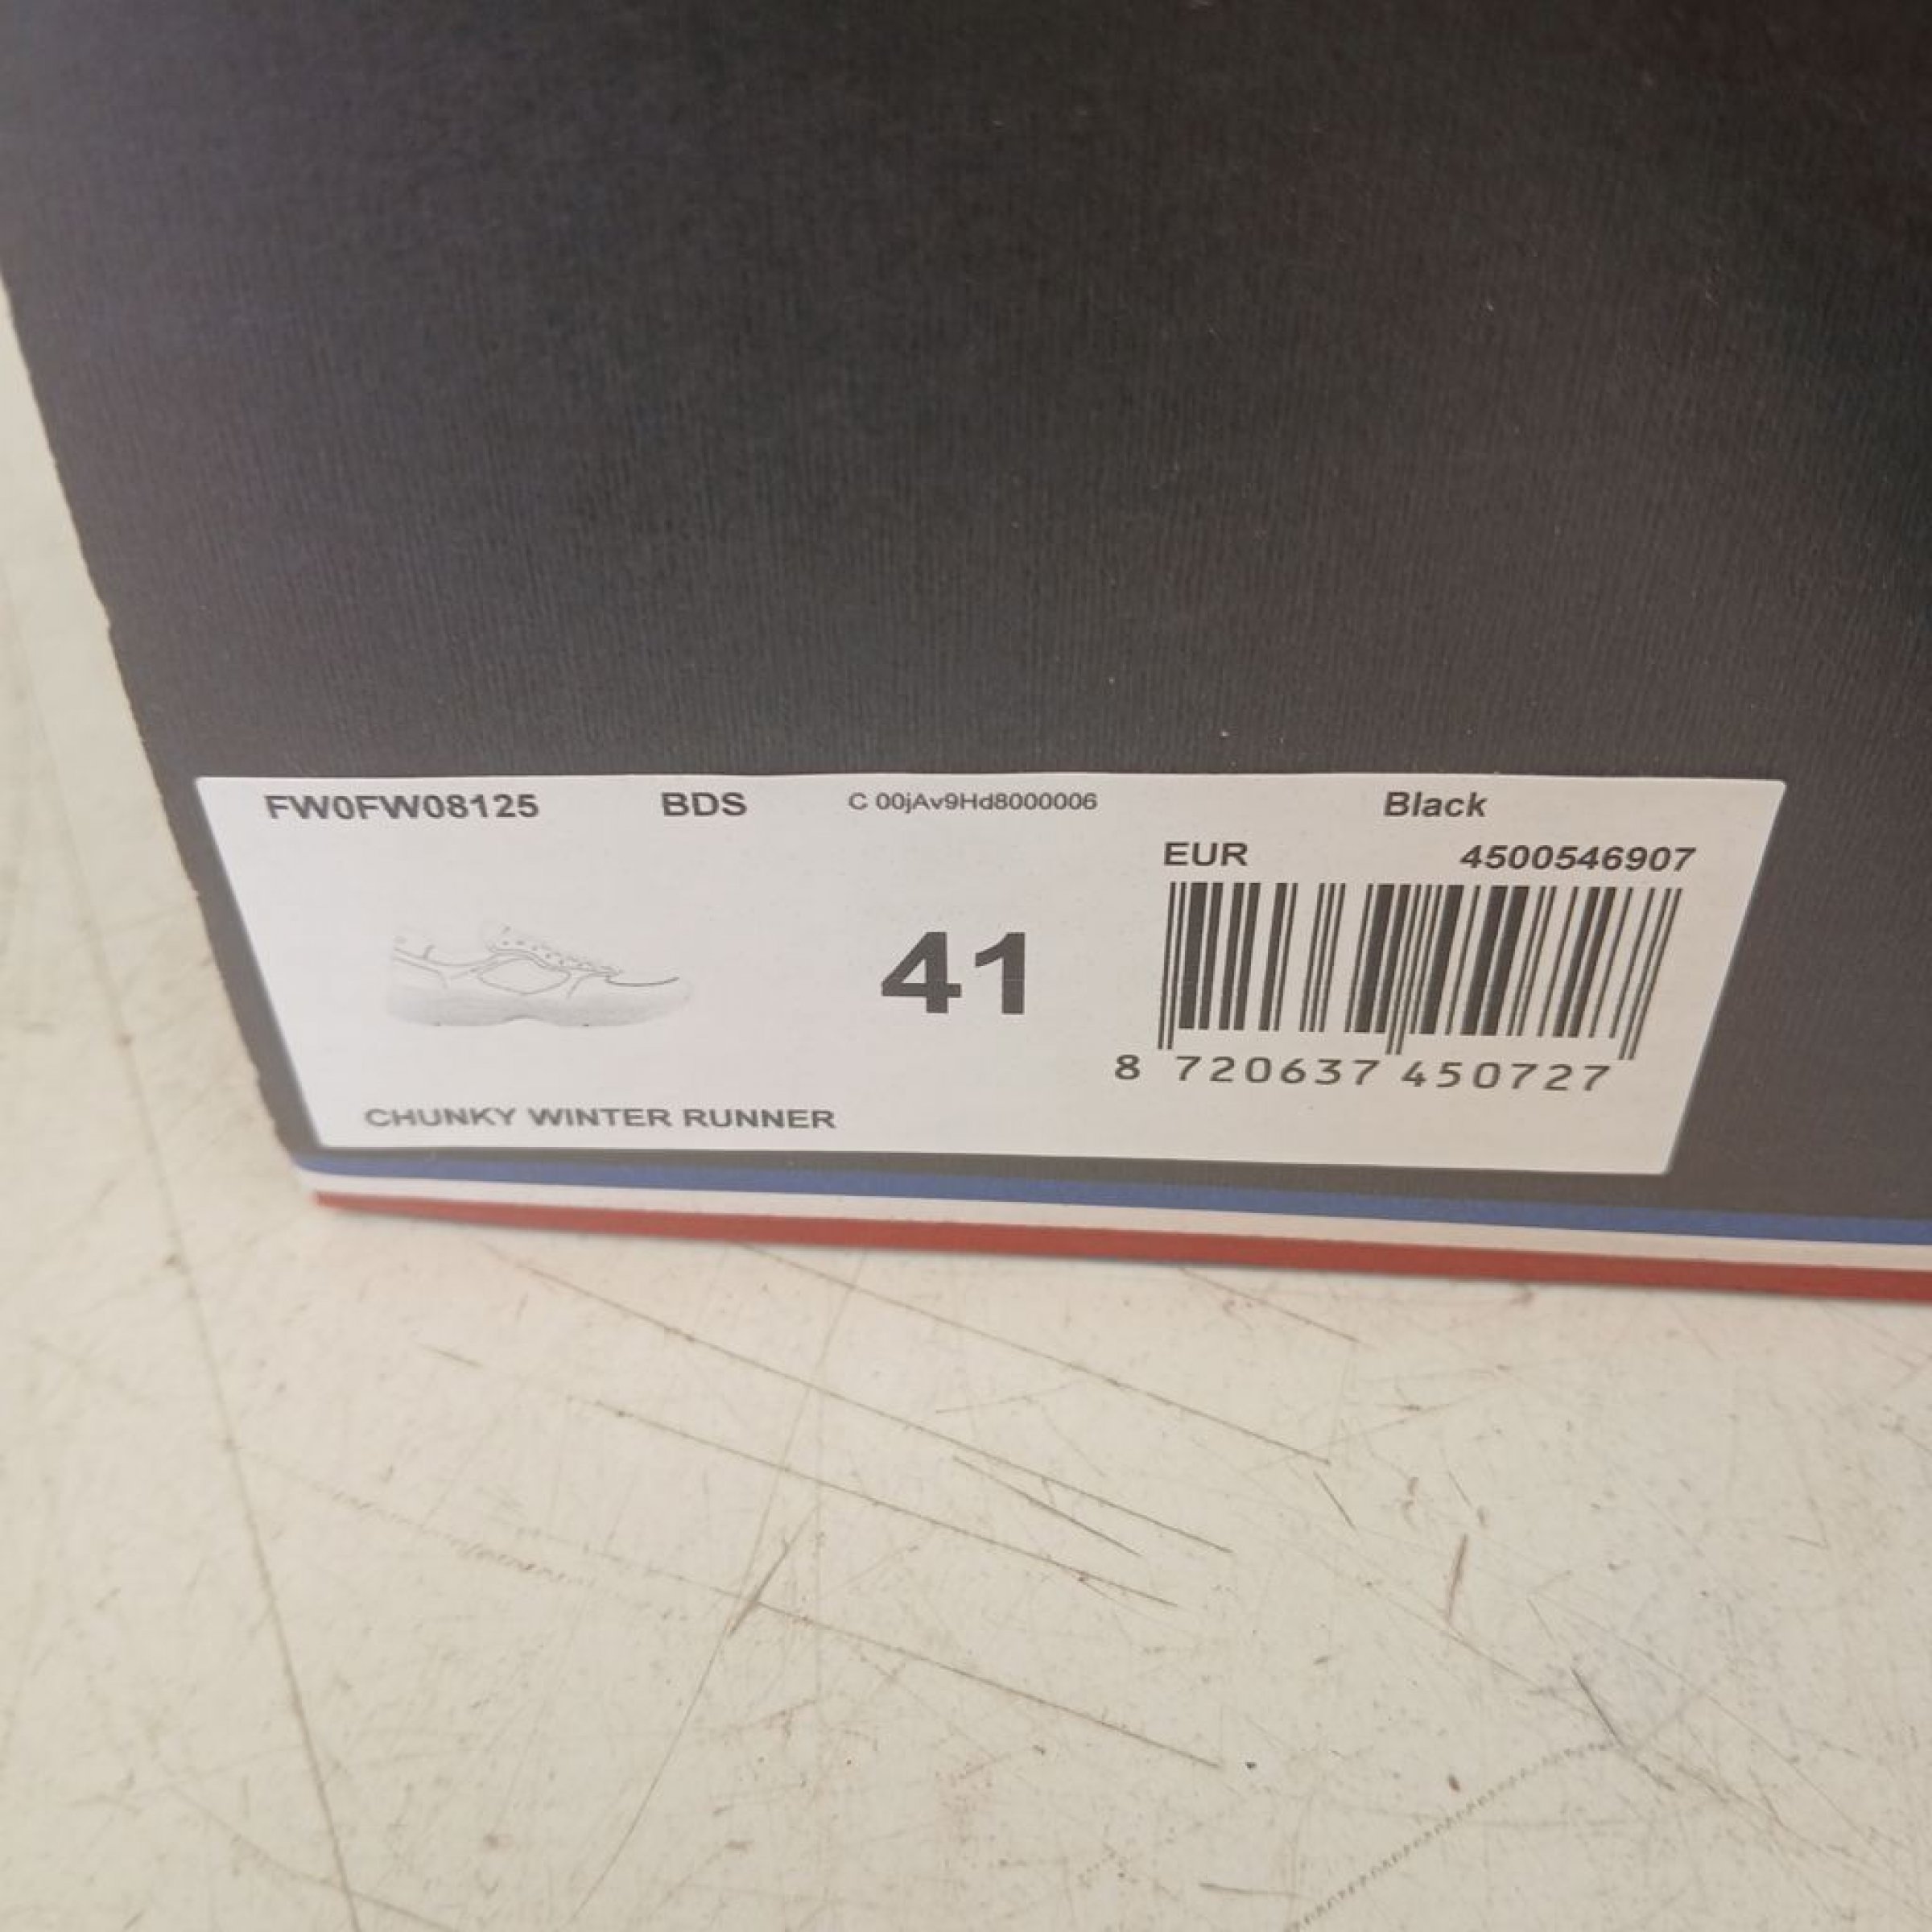 FW0FW08125 BDS C 00jAv9Hd8000006 Black
EUR 4500546907
41
8 720637 450727
CHUNKY WINTER RUNNER